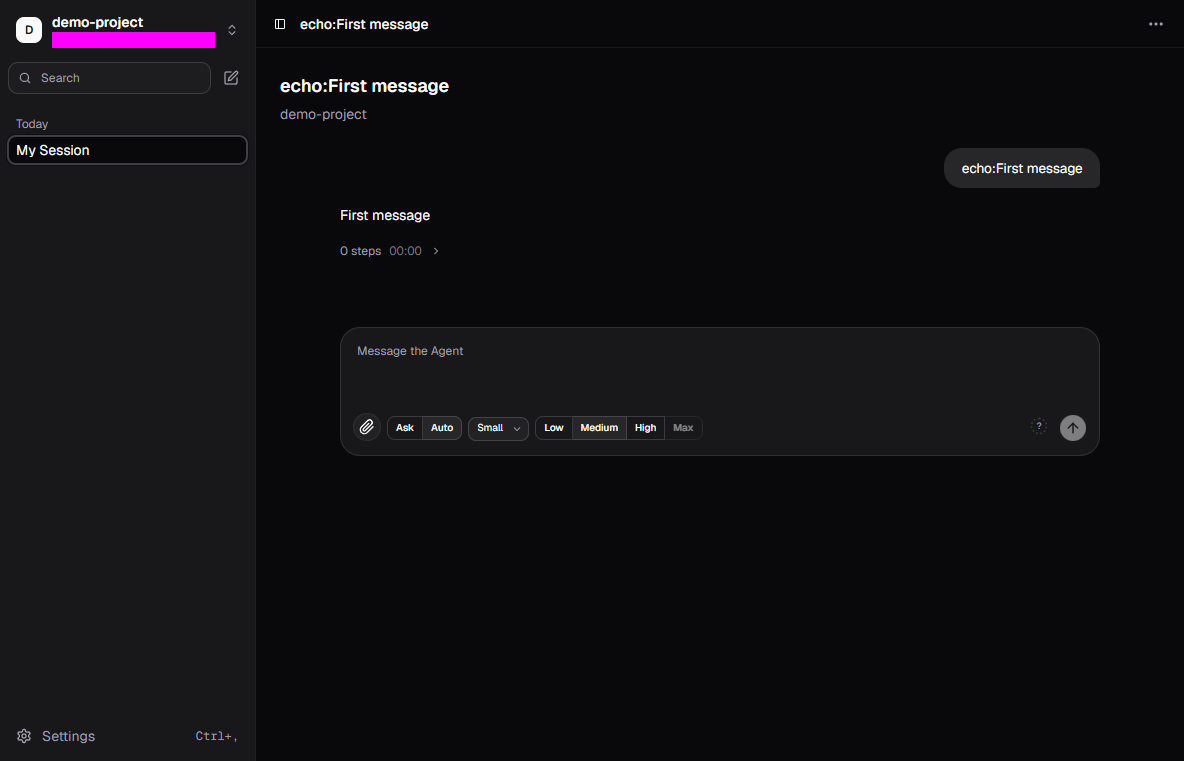 D
demo-project
Search
Today
My Session
Settings
Ctrl+,
echo:First message
echo:First message
demo-project
echo:First message
First message
0 steps 00:00
Message the Agent
Ask Auto Small Low Medium High Max
?